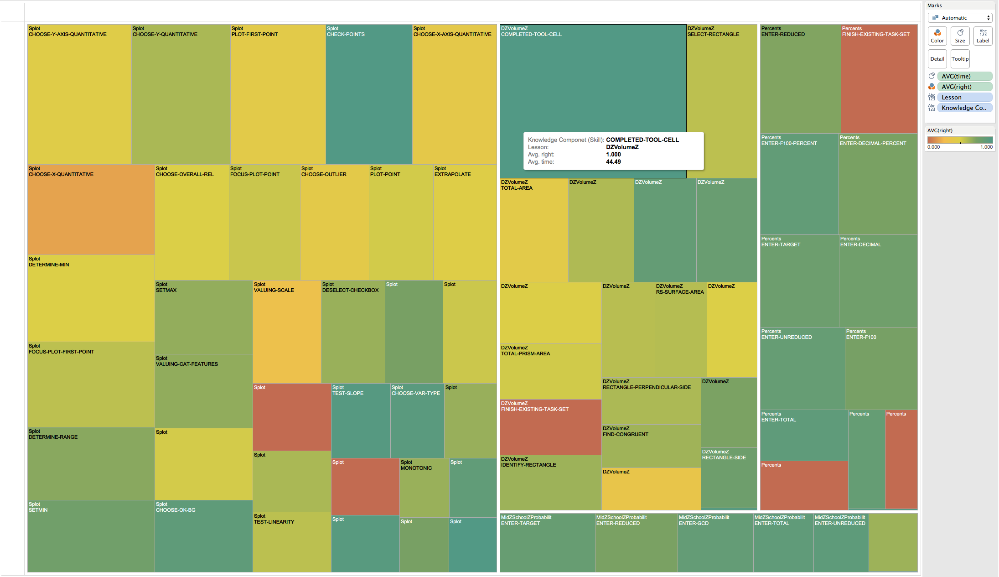 Splot
CHOOSE-Y-AXIS-QUANTITATIVE
Splot
CHOOSE-Y-QUANTITATIVE
Splot
PLOT-FIRST-POINT
Splot
CHECK-POINTS
Splot
CHOOSE-X-AXIS-QUANTITATIVE
Splot
CHOOSE-X-QUANTITATIVE
Splot
CHOOSE-OVERALL-REL
Splot
FOCUS-PLOT-POINT
Splot
CHOOSE-OUTLIER
Splot
PLOT-POINT
Splot
EXTRAPOLATE
Splot
DETERMINE-MIN
Splot
SETMAX
Splot
VALUING-SCALE
Splot
DESELECT-CHECKBOX
Splot
Splot
Splot
FOCUS-PLOT-FIRST-POINT
Splot
VALUING-CAT-FEATURES
Splot
Splot
TEST-SLOPE
Splot
CHOOSE-VAR-TYPE
Splot
Splot
DETERMINE-RANGE
Splot
Splot
Splot
Splot
MONOTONIC
Splot
Splot
SETMIN
Splot
CHOOSE-OK-BG
Splot
TEST-LINEARITY
Splot
Splot
Splot
DZVolumeZ
COMPLETED-TOOL-CELL
DZVolumeZ
SELECT-RECTANGLE
Knowledge Componet (Skill): COMPLETED-TOOL-CELL
Lesson: DZVolumeZ
Avg. right: 1.000
Avg. time: 44.49
DZVolumeZ
TOTAL-AREA
DZVolumeZ
DZVolumeZ
DZVolumeZ
DZVolumeZ
DZVolumeZ
DZVolumeZ
RS-SURFACE-AREA
DZVolumeZ
DZVolumeZ
TOTAL-PRISM-AREA
DZVolumeZ
RECTANGLE-PERPENDICULAR-SIDE
DZVolumeZ
DZVolumeZ
FINISH-EXISTING-TASK-SET
DZVolumeZ
FIND-CONGRUENT
DZVolumeZ
RECTANGLE-SIDE
DZVolumeZ
IDENTIFY-RECTANGLE
DZVolumeZ
Percents
ENTER-REDUCED
Percents
FINISH-EXISTING-TASK-SET
Percents
ENTER-F100-PERCENT
Percents
ENTER-DECIMAL-PERCENT
Percents
ENTER-TARGET
Percents
ENTER-DECIMAL
Percents
ENTER-UNREDUCED
Percents
ENTER-F100
Percents
ENTER-TOTAL
Percents
Percents
Percents
MidZSchoolZProbabilit
ENTER-TARGET
MidZSchoolZProbabilit
ENTER-REDUCED
MidZSchoolZProbabilit
ENTER-GCD
MidZSchoolZProbabilit
ENTER-TOTAL
MidZSchoolZProbabilit
ENTER-UNREDUCED
Marks
Automatic
Abc
123
Color
Size
Label
Detail
Tooltip
AVG(time)
AVG(right)
Abc
123
Lesson
Abc
123
Knowledge Co..
AVG(right)
0.000
1.000